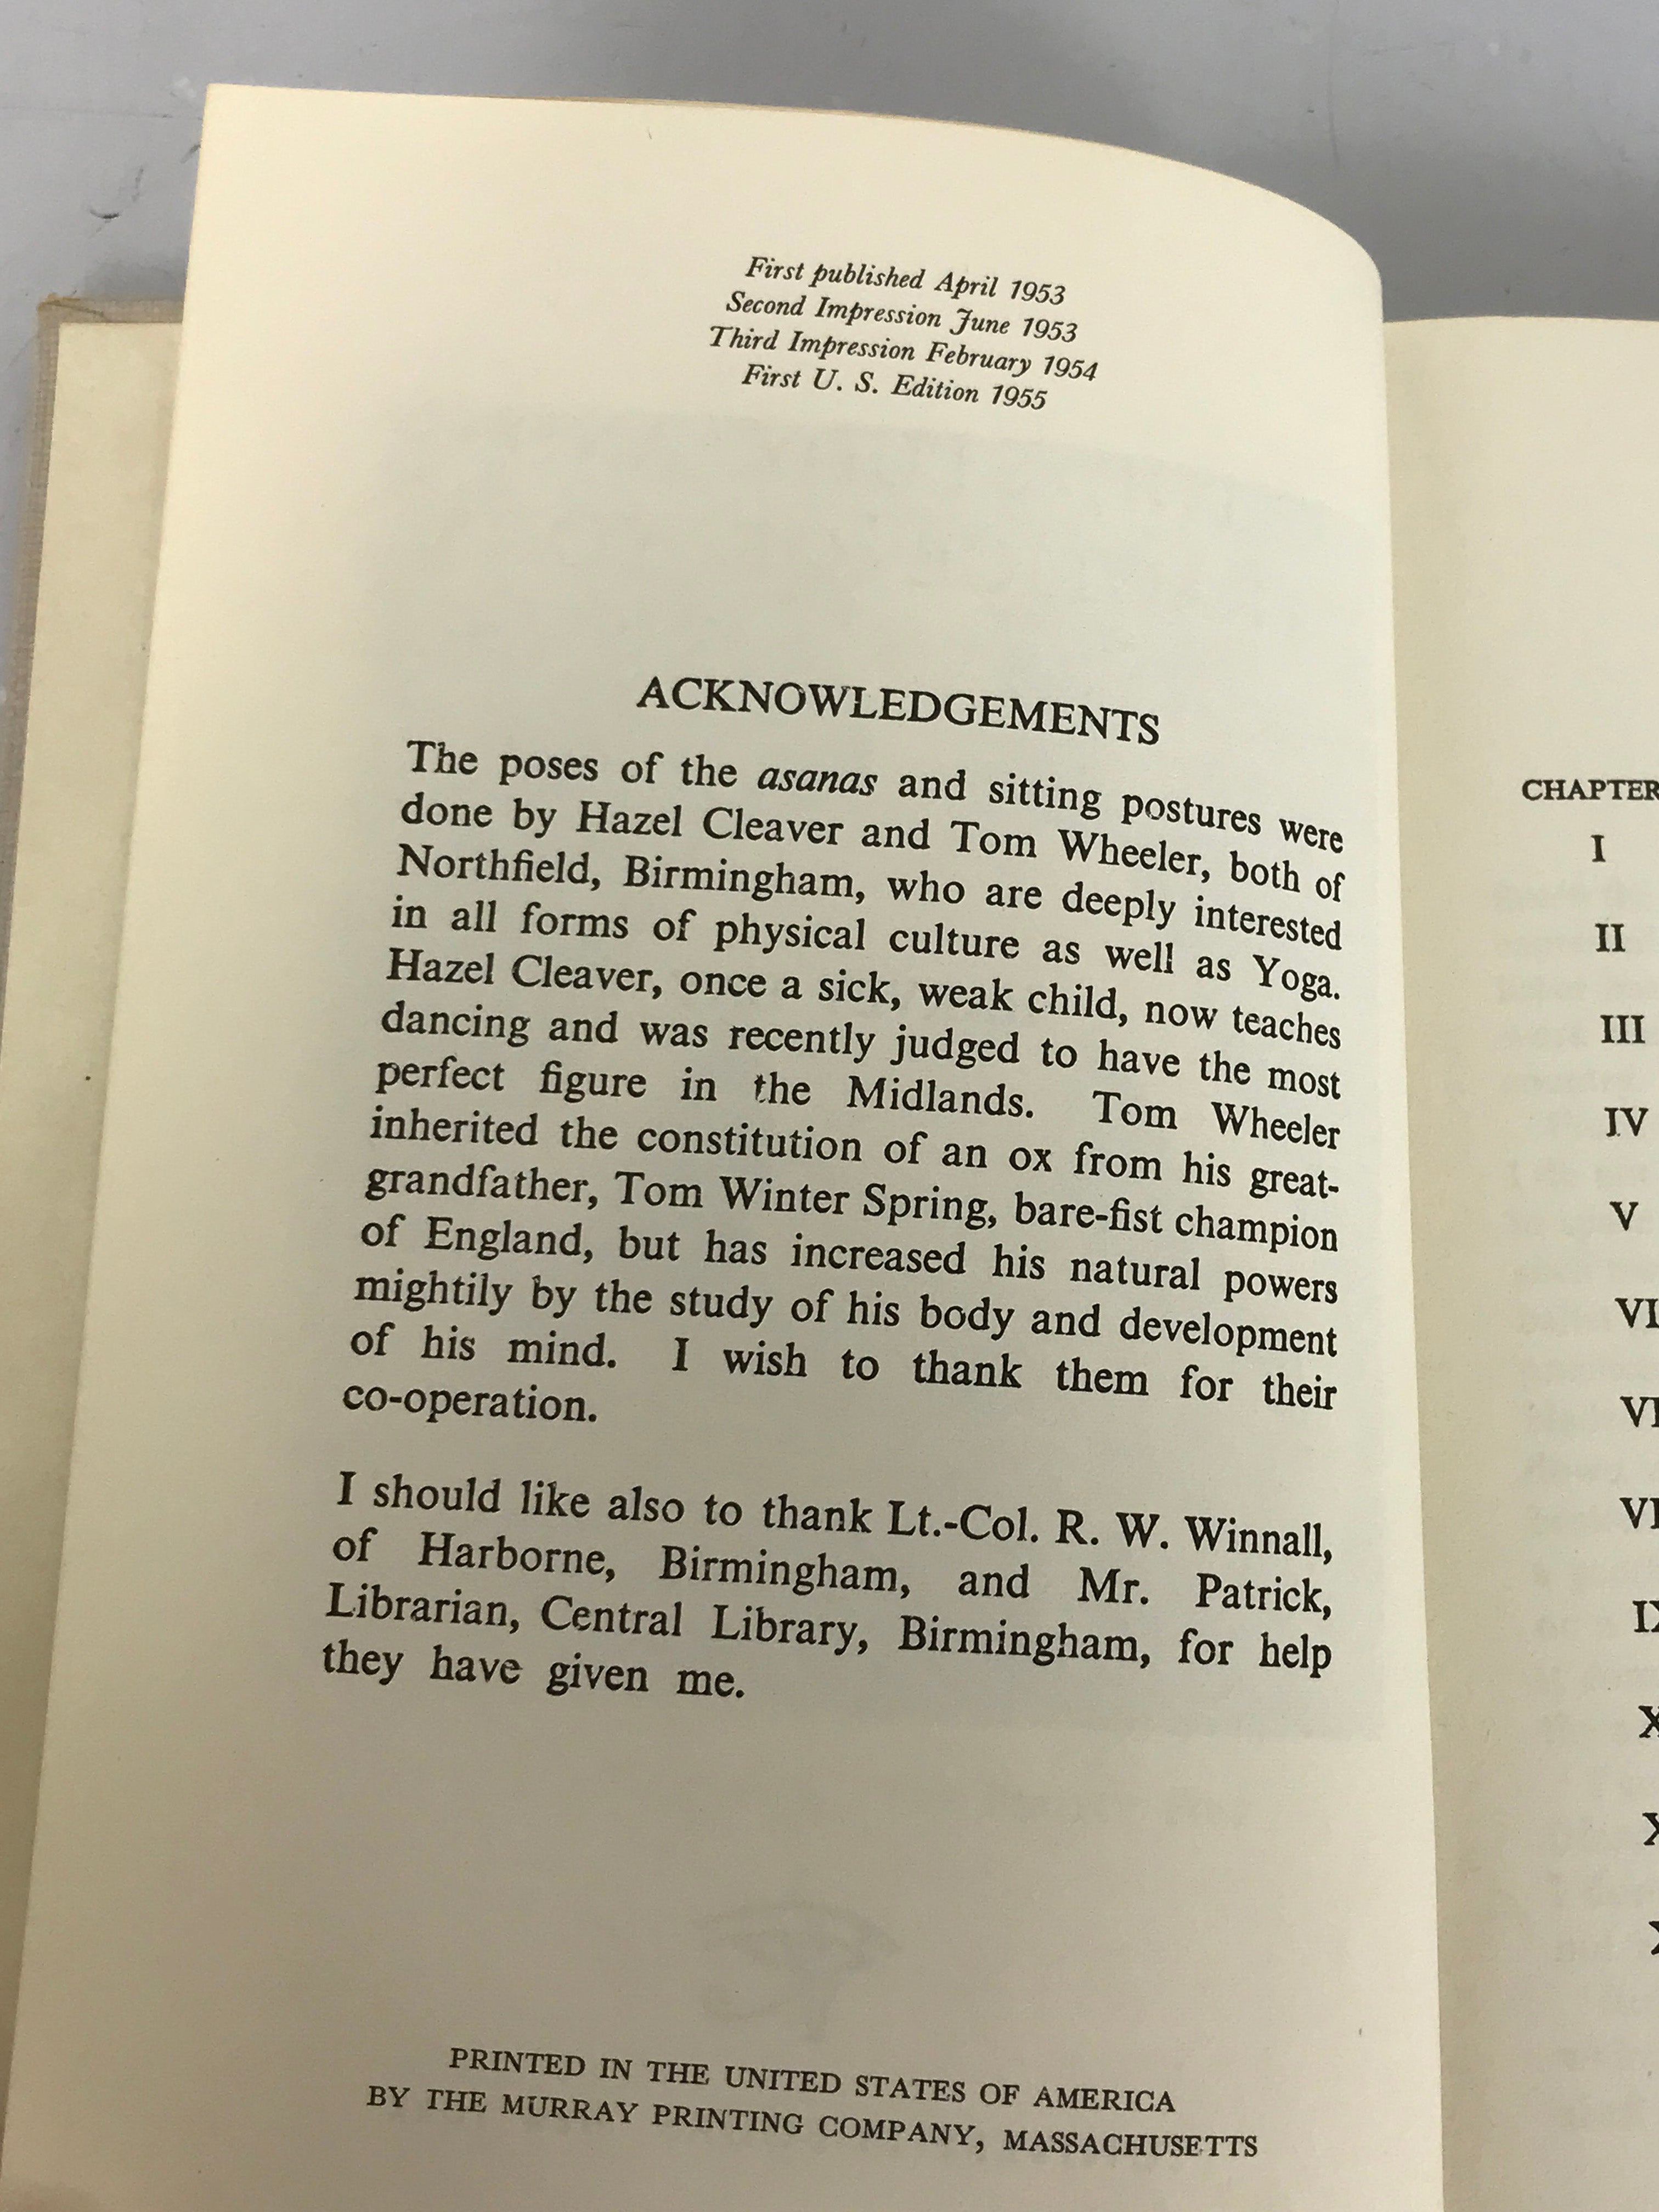 First published April 1953
Second Impression June 1953
Third Impression February 1954
First U. S. Edition 1955
ACKNOWLEDGEMENTS
The poses of the asanas and sitting postures were
done by Hazel Cleaver and Tom Wheeler, both of
Northfield, Birmingham, who are deeply interested
in all forms of physical culture as well as Yoga.
Hazel Cleaver, once a sick, weak child, now teaches
dancing and was recently judged to have the most
perfect figure in the Midlands. Tom Wheeler
inherited the constitution of an ox from his great-
grandfather, Tom Winter Spring, bare-fist champion
of England, but has increased his natural powers
mightily by the study of his body and development
of his mind. I wish to thank them for their
co-operation.
I should like also to thank Lt.-Col. R. W. Winnall,
of Harborne, Birmingham, and Mr. Patrick,
Librarian, Central Library, Birmingham, for help
they have given me.
PRINTED IN THE UNITED STATES OF AMERICA
BY THE MURRAY PRINTING COMPANY, MASSACHUSETTS
CHAPTER
I
II
III
IV
V